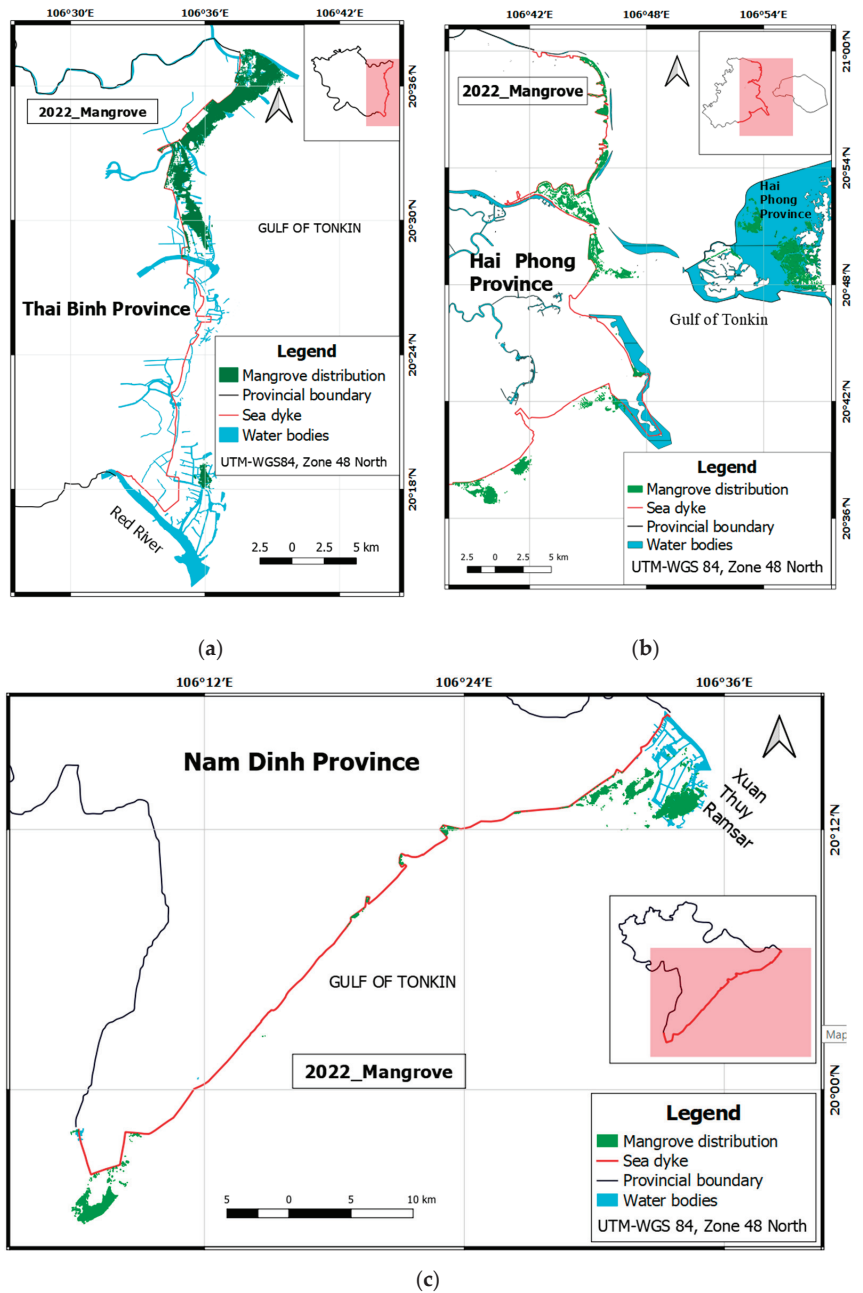 106°30′E 106°36′E 106°42′E
2022_Mangrove
20°36′N
20°30′N
GULF OF TONKIN
Thai Binh Province
20°24′N
Legend
Mangrove distribution
Provincial boundary
Sea dyke
Water bodies
UTM-WGS84, Zone 48 North
20°18′N
Red River
2.5 0 2.5 5 km
(a)
106°42′E 106°48′E 106°54′E
21°00′N
2022_Mangrove
20°54′N
Hai
Phong
Province
Hai Phong
Province
20°48′N
Gulf of Tonkin
20°42′N
Legend
Mangrove distribution
Sea dyke
Provincial boundary
Water bodies
UTM-WGS 84, Zone 48 North
20°36′N
2.5 0 2.5 5 km
(b)
106°12′E 106°24′E 106°36′E
Nam Dinh Province
Xuan
Thuy
Ramsar
20°12′N
GULF OF TONKIN
Map
2022_Mangrove
20°00′N
Legend
Mangrove distribution
Sea dyke
Provincial boundary
Water bodies
UTM-WGS 84, Zone 48 North
5 0 5 10 km
(c)